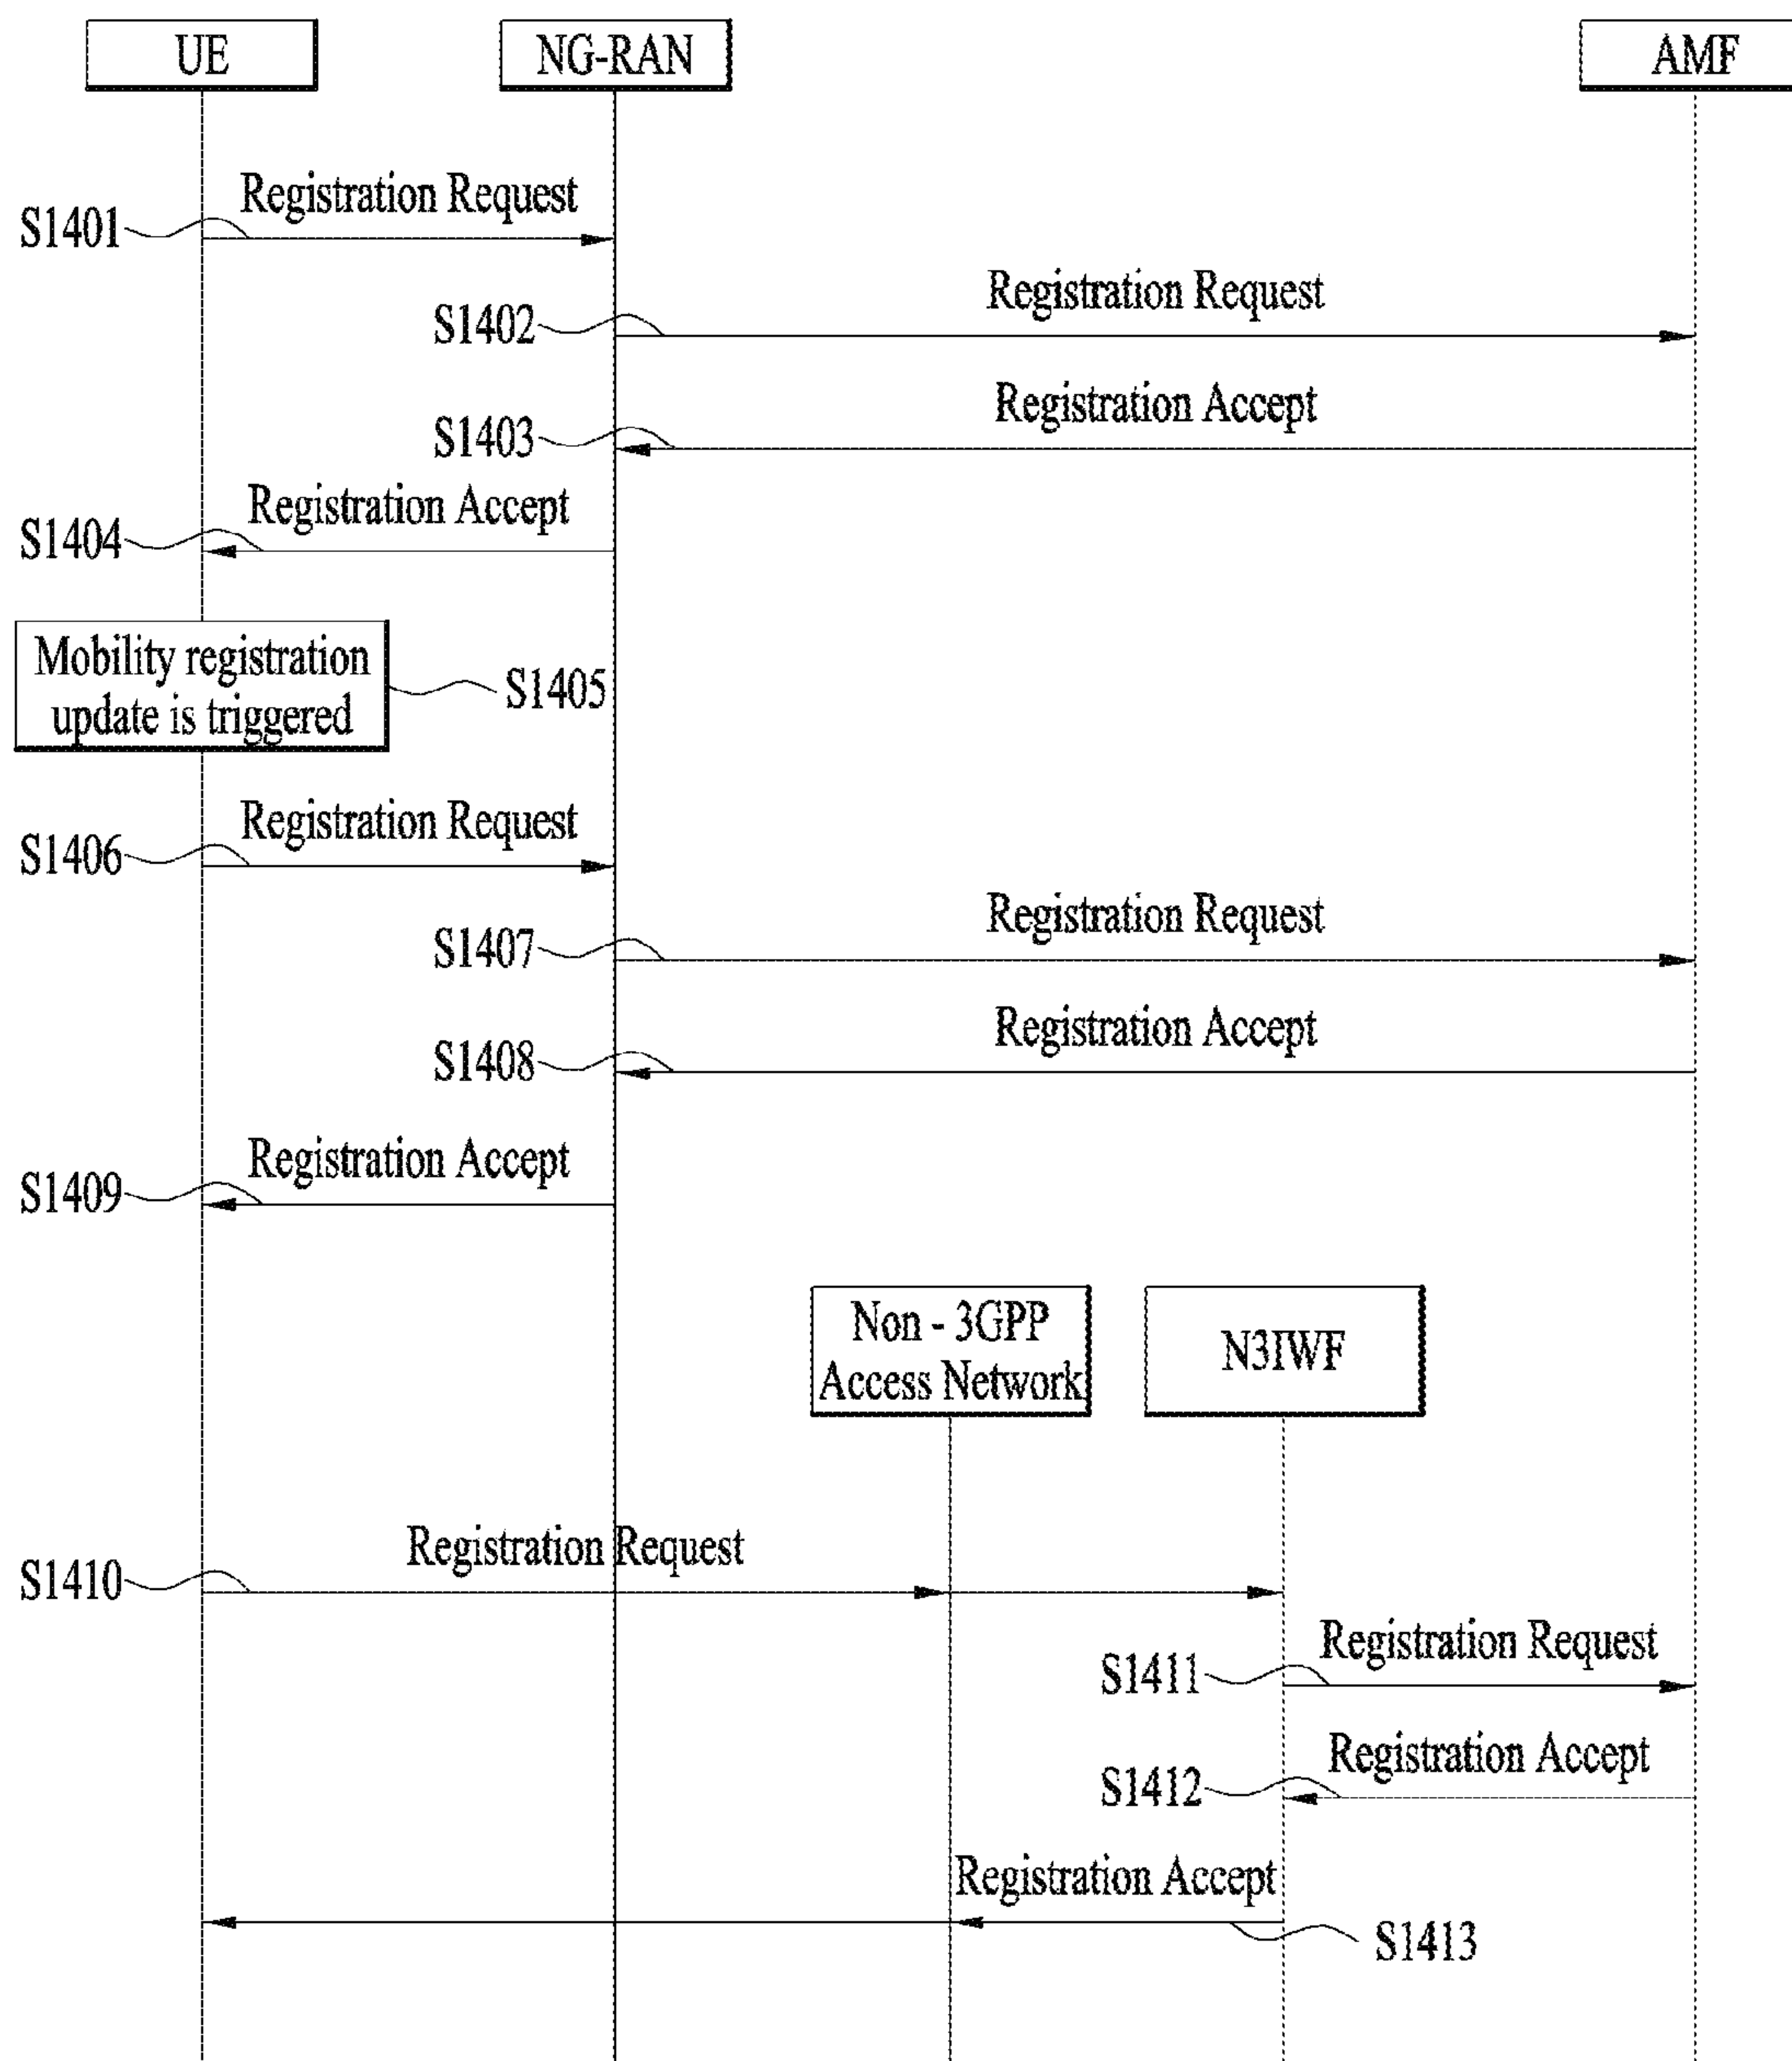 UE
NG-RAN
AMF
Registration Request
S1401
Registration Request
S1402
Registration Accept
S1403
Registration Accept
S1404
Mobility registration
update is triggered
S1405
Registration Request
S1406
Registration Request
S1407
Registration Accept
S1408
Registration Accept
S1409
Non - 3GPP
Access Network
N3IWF
Registration Request
S1410
Registration Request
S1411
Registration Accept
S1412
Registration Accept
S1413